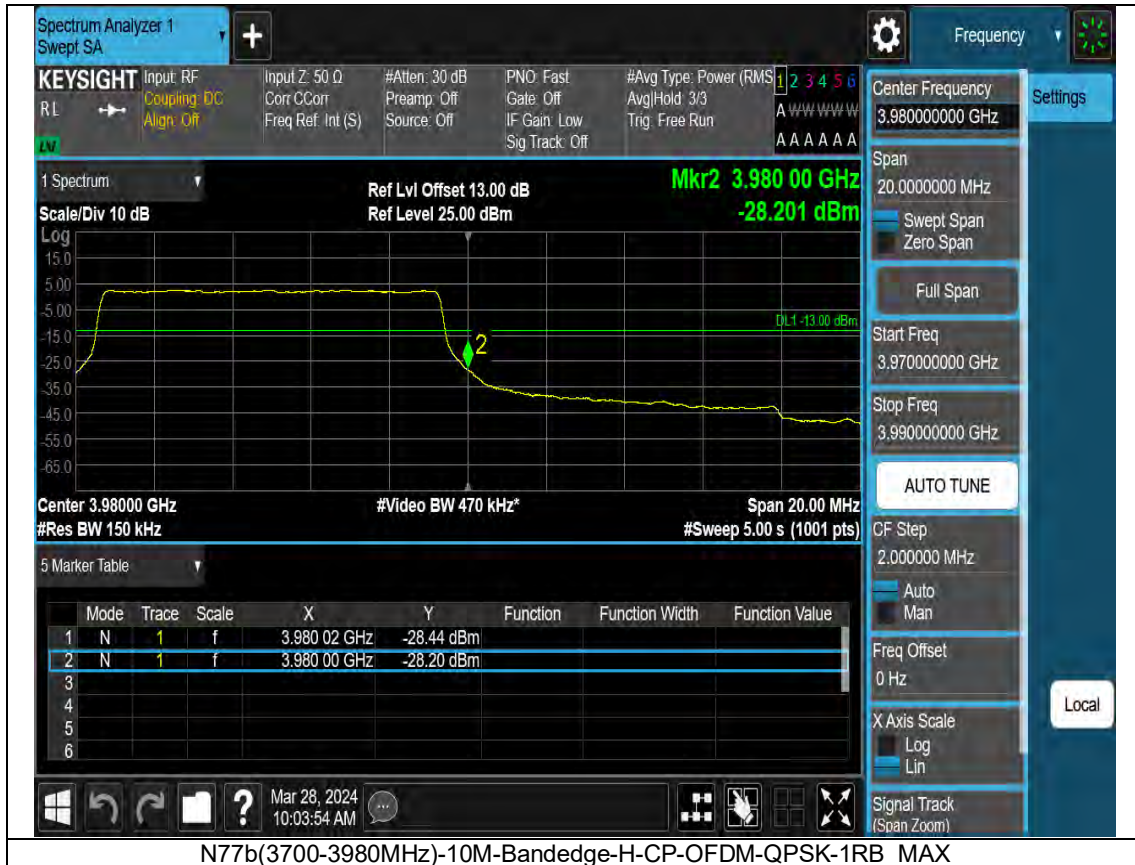 Spectrum Analyzer 1
Swept SA
Frequency
KEYSIGHT
RL
Input: RF
Coupling: DC
Align: Off
Input Z: 50 Ω
Corr CCorr
Freq Ref: Int (S)
#Atten: 30 dB
Preamp: Off
Source: Off
PNO: Fast
Gate: Off
IF Gain: Low
Sig Track: Off
#Avg Type: Power (RMS
Avg|Hold: 3/3
Trig: Free Run
1 2 3 4 5 6
A W W W W W
A A A A A A
1 Spectrum
Scale/Div 10 dB
Ref Lvl Offset 13.00 dB
Ref Level 25.00 dBm
Mkr2 3.980 00 GHz
-28.201 dBm
Log
15.0
5.00
-5.00
DL1 -13.00 dBm
-15.0
2
-25.0
-35.0
-45.0
-55.0
-65.0
Center 3.98000 GHz
#Video BW 470 kHz*
Span 20.00 MHz
#Res BW 150 kHz
#Sweep 5.00 s (1001 pts)
5 Marker Table
Mode Trace Scale X Y Function Function Width Function Value
1 N 1 f 3.980 02 GHz -28.44 dBm
2 N 1 f 3.980 00 GHz -28.20 dBm
3
4
5
6
Mar 28, 2024
10:03:54 AM
Center Frequency
3.980000000 GHz
Settings
Span
20.0000000 MHz
Swept Span
Zero Span
Full Span
Start Freq
3.970000000 GHz
Stop Freq
3.990000000 GHz
AUTO TUNE
CF Step
2.000000 MHz
Auto
Man
Freq Offset
0 Hz
Local
X Axis Scale
Log
Lin
Signal Track
(Span Zoom)
N77b(3700-3980MHz)-10M-Bandedge-H-CP-OFDM-QPSK-1RB_MAX